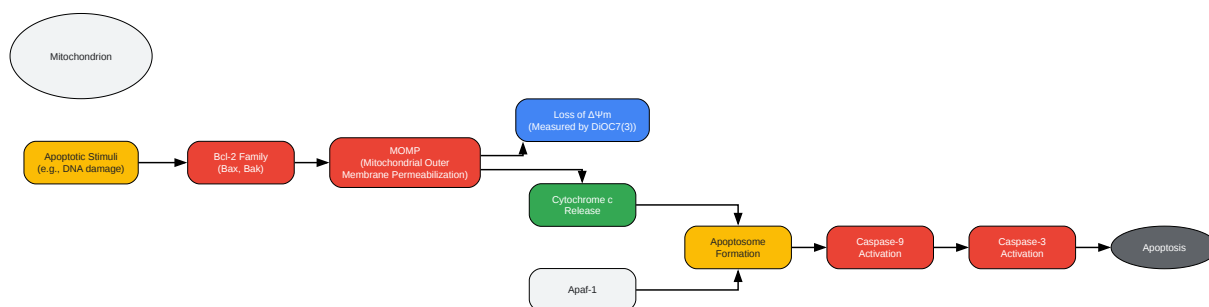 Mitochondrion
Loss of ΔΨm
(Measured by DiOC7(3))
Apoptotic Stimuli
(e.g., DNA damage)
Bcl-2 Family
(Bax, Bak)
MOMP
(Mitochondrial Outer
Membrane Permeabilization)
Cytochrome c
Release
Apoptosome
Formation
Caspase-9
Activation
Caspase-3
Activation
Apoptosis
Apaf-1